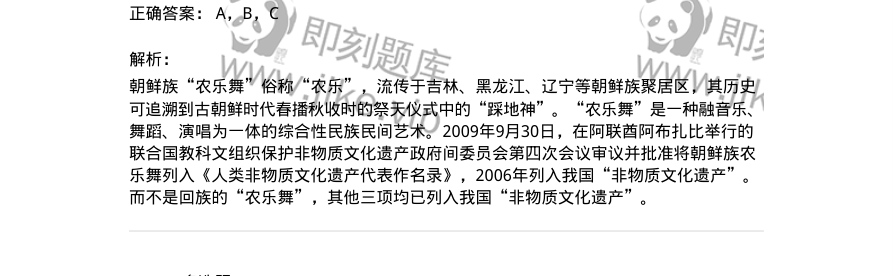 正确答案： A，B，C
解析：
朝鲜族“农乐舞”俗称“农乐”，流传于吉林、黑龙江、辽宁等朝鲜族聚居区，其历史
可追溯到古朝鲜时代春播秋收时的祭天仪式中的“踩地神”。“农乐舞”是一种融音乐、
舞蹈、演唱为一体的综合性民族民间艺术。2009年9月30日，在阿联酋阿布扎比举行的
联合国教科文组织保护非物质文化遗产政府间委员会第四次会议审议并批准将朝鲜族农
乐舞列入《人类非物质文化遗产代表作名录》，2006年列入我国“非物质文化遗产”。
而不是回族的“农乐舞”，其他三项均已列入我国“非物质文化遗产”。
即刻题库